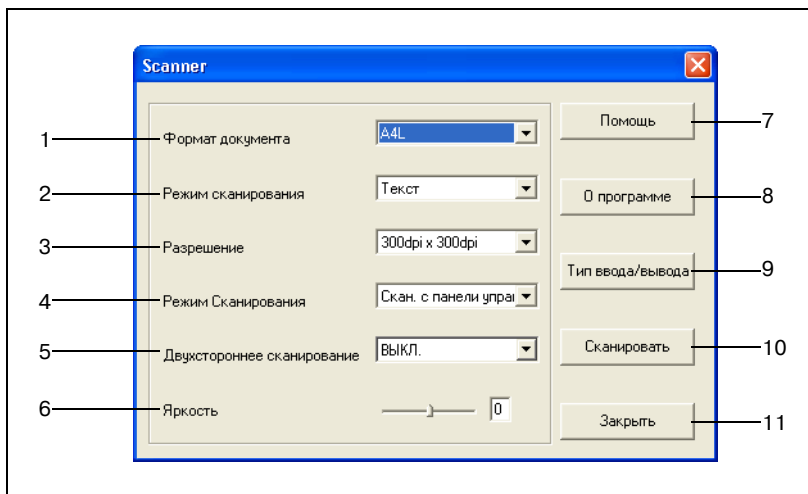 Scanner
1 Формат документа A4L Помощь 7
2 Режим сканирования Текст О программе 8
3 Разрешение 300dpi x 300dpi Тип ввода/вывода 9
4 Режим Сканирования Скан. с панели упра
5 Двухстороннее сканирование ВЫКЛ. Сканировать 10
6 Яркость 0 Закрыть 11